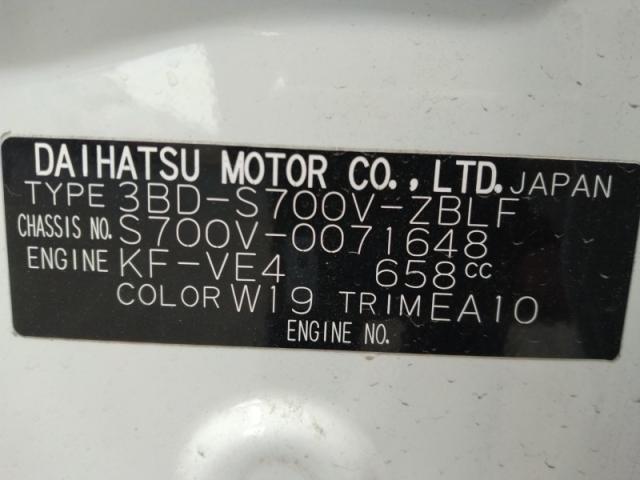 DAIHATSU MOTOR CO., LTD. JAPAN
TYPE 3BD-S700V-ZBLF
CHASSIS NO. S700V-0071648
ENGINE KF-VE4 658cc
COLOR W19 TRIM EA10
ENGINE NO.